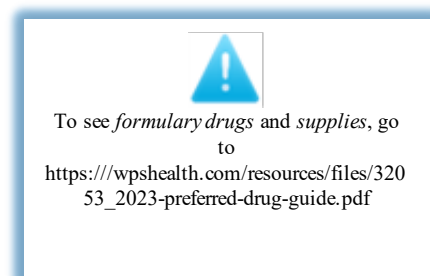 To see formulary drugs and supplies, go
to
https:///wpshealth.com/resources/files/320
53_2023-preferred-drug-guide.pdf